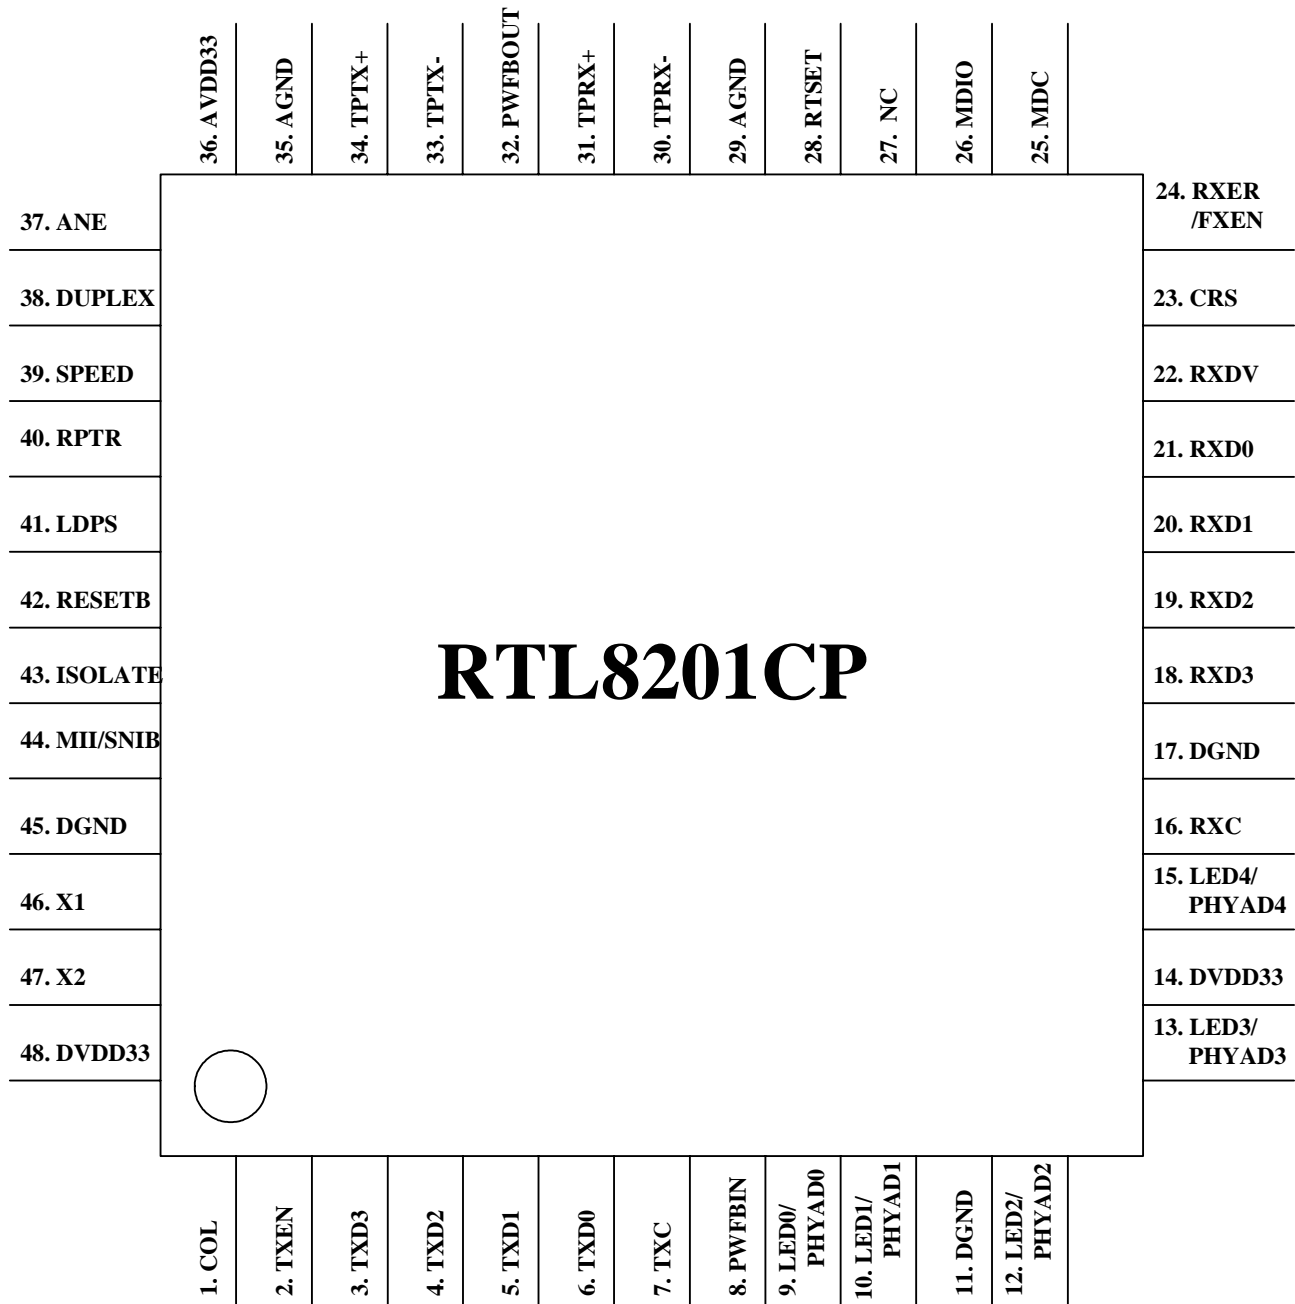 36. AVDD33
35. AGND
34. TPTX+
33. TPTX-
32. PWFBOUT
31. TPRX+
30. TPRX-
29. AGND
28. RTSET
27. NC
26. MDIO
25. MDC
37. ANE
38. DUPLEX
39. SPEED
40. RPTR
41. LDPS
42. RESETB
43. ISOLATE
44. MII/SNIB
45. DGND
46. X1
47. X2
48. DVDD33
RTL8201CP
24. RXER
/FXEN
23. CRS
22. RXDV
21. RXD0
20. RXD1
19. RXD2
18. RXD3
17. DGND
16. RXC
15. LED4/
PHYAD4
14. DVDD33
13. LED3/
PHYAD3
1. COL
2. TXEN
3. TXD3
4. TXD2
5. TXD1
6. TXD0
7. TXC
8. PWFBIN
9. LED0/
PHYAD0
10. LED1/
PHYAD1
11. DGND
12. LED2/
PHYAD2